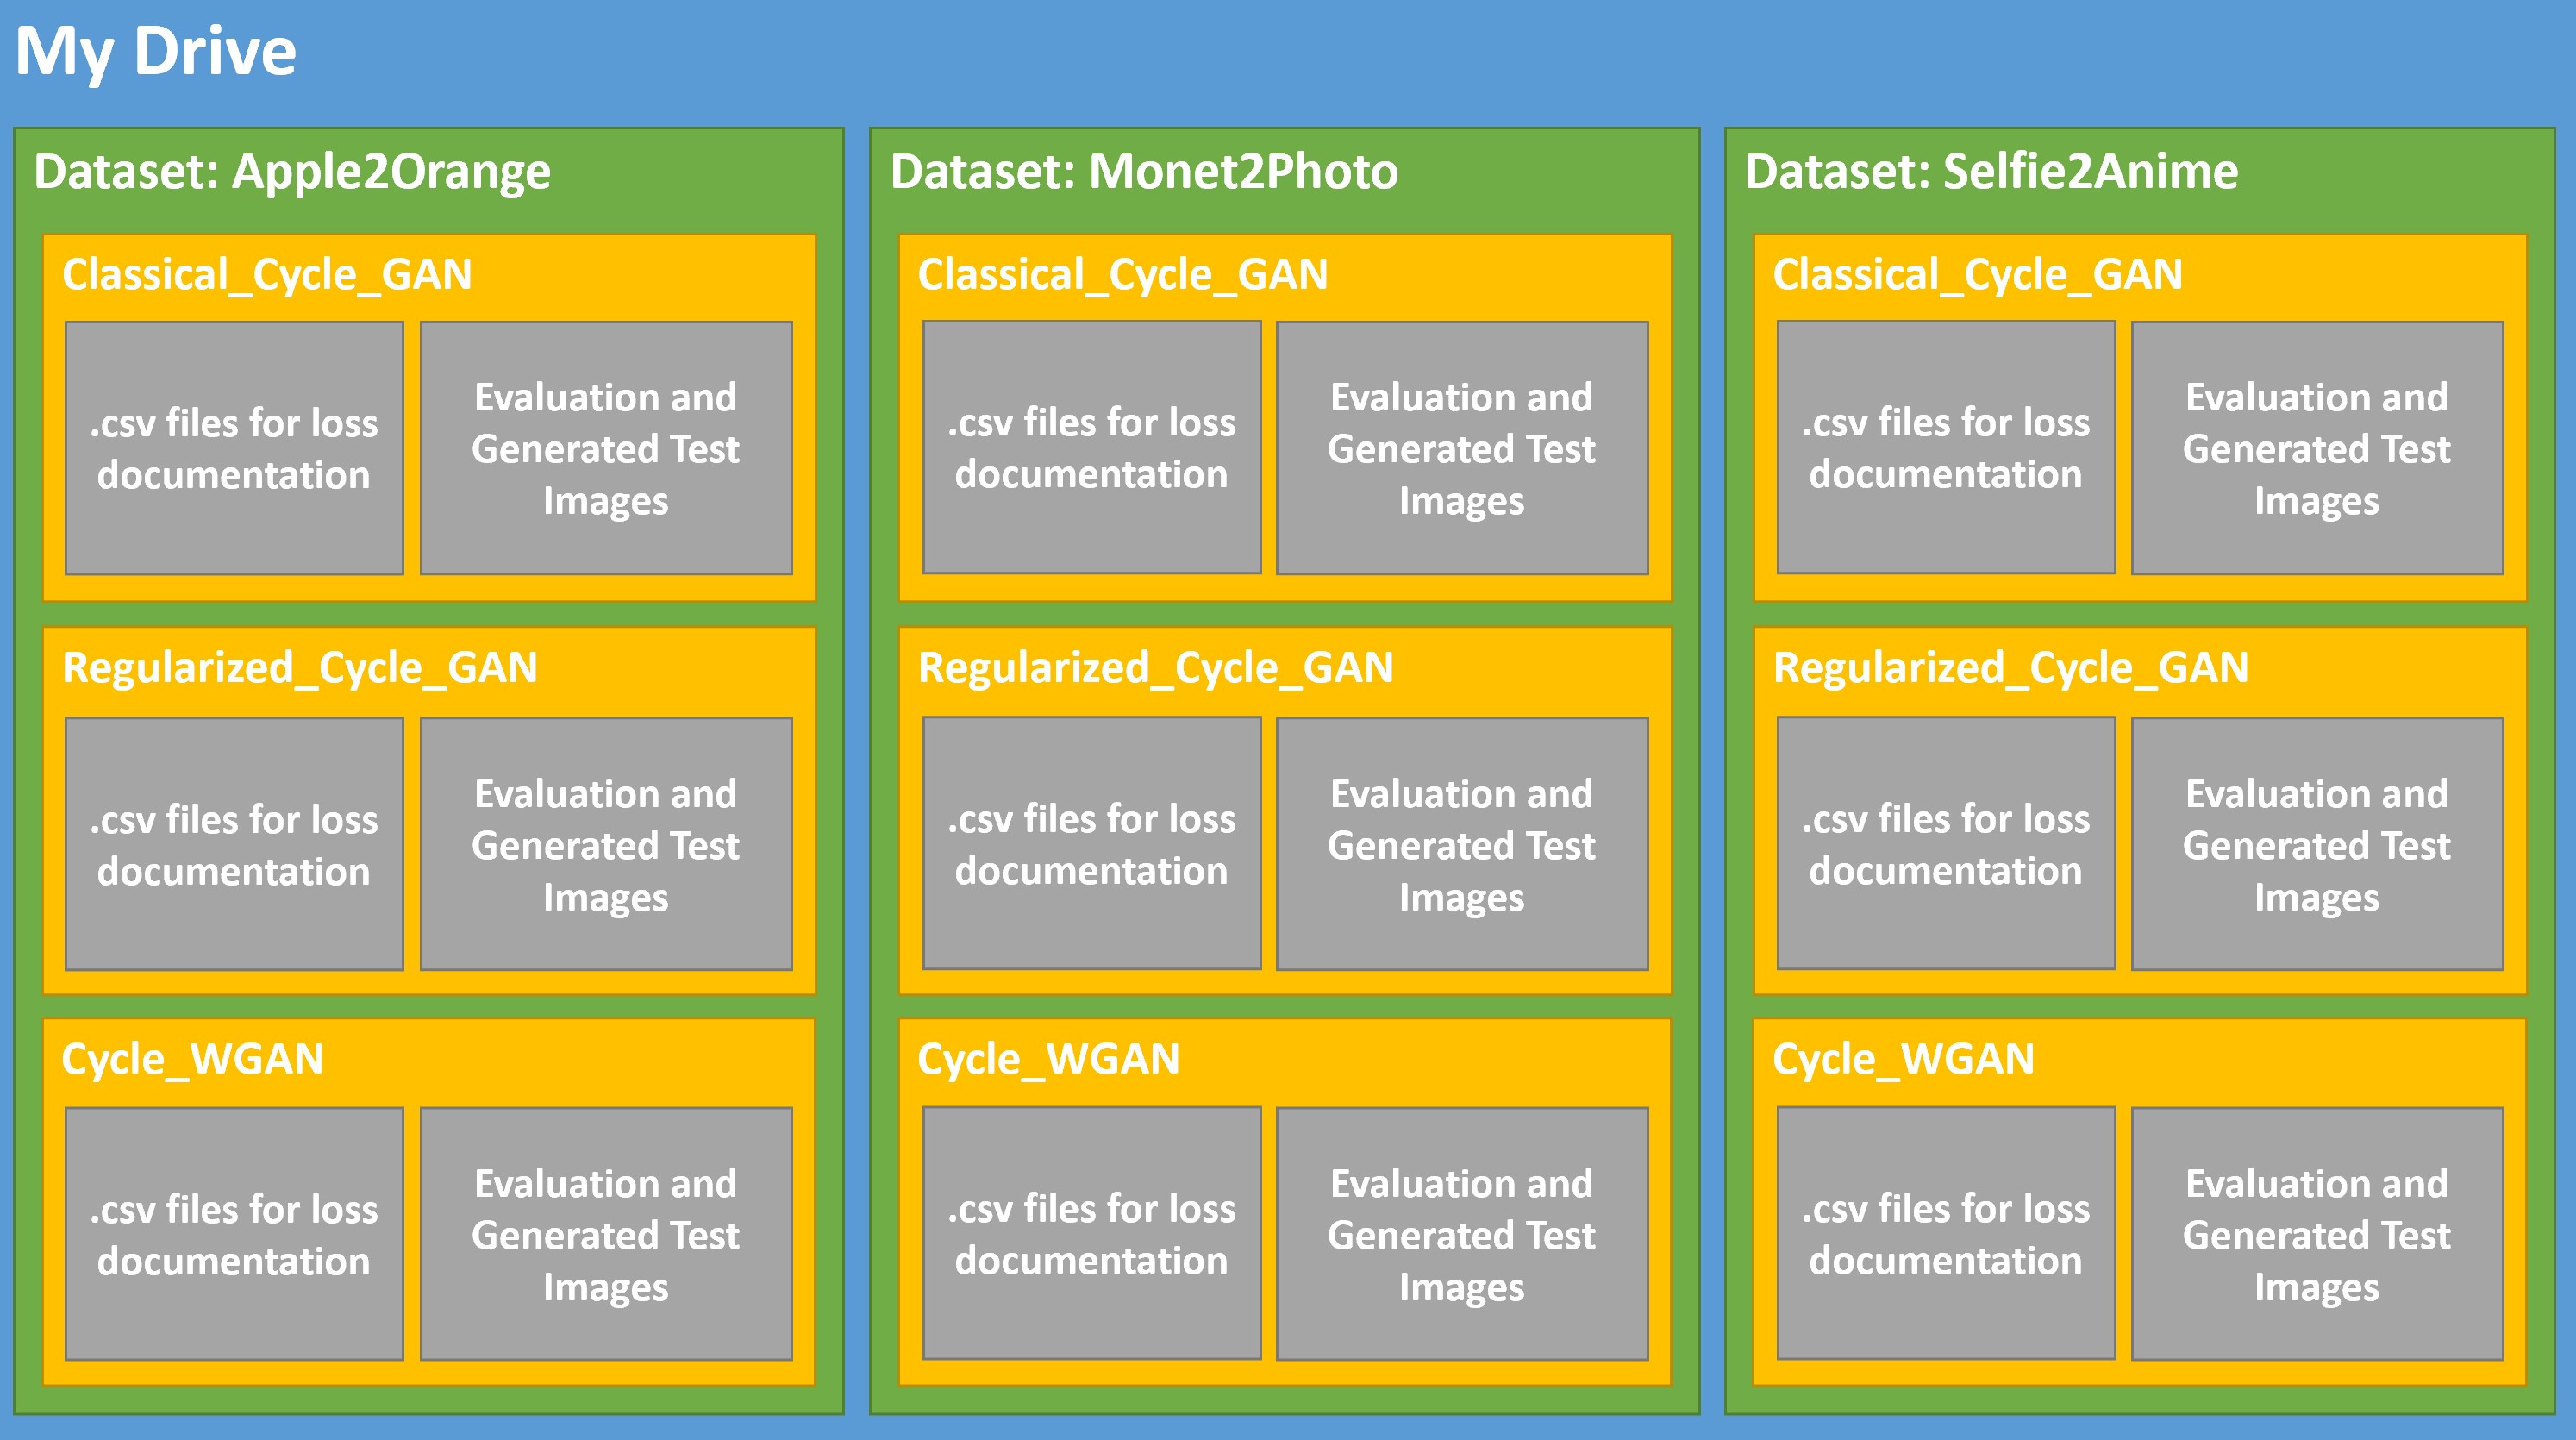 My Drive
Dataset: Apple2Orange
Classical_Cycle_GAN
.csv files for loss
documentation
Evaluation and
Generated Test
Images
Regularized_Cycle_GAN
.csv files for loss
documentation
Evaluation and
Generated Test
Images
Cycle_WGAN
.csv files for loss
documentation
Evaluation and
Generated Test
Images
Dataset: Monet2Photo
Classical_Cycle_GAN
.csv files for loss
documentation
Evaluation and
Generated Test
Images
Regularized_Cycle_GAN
.csv files for loss
documentation
Evaluation and
Generated Test
Images
Cycle_WGAN
.csv files for loss
documentation
Evaluation and
Generated Test
Images
Dataset: Selfie2Anime
Classical_Cycle_GAN
.csv files for loss
documentation
Evaluation and
Generated Test
Images
Regularized_Cycle_GAN
.csv files for loss
documentation
Evaluation and
Generated Test
Images
Cycle_WGAN
.csv files for loss
documentation
Evaluation and
Generated Test
Images